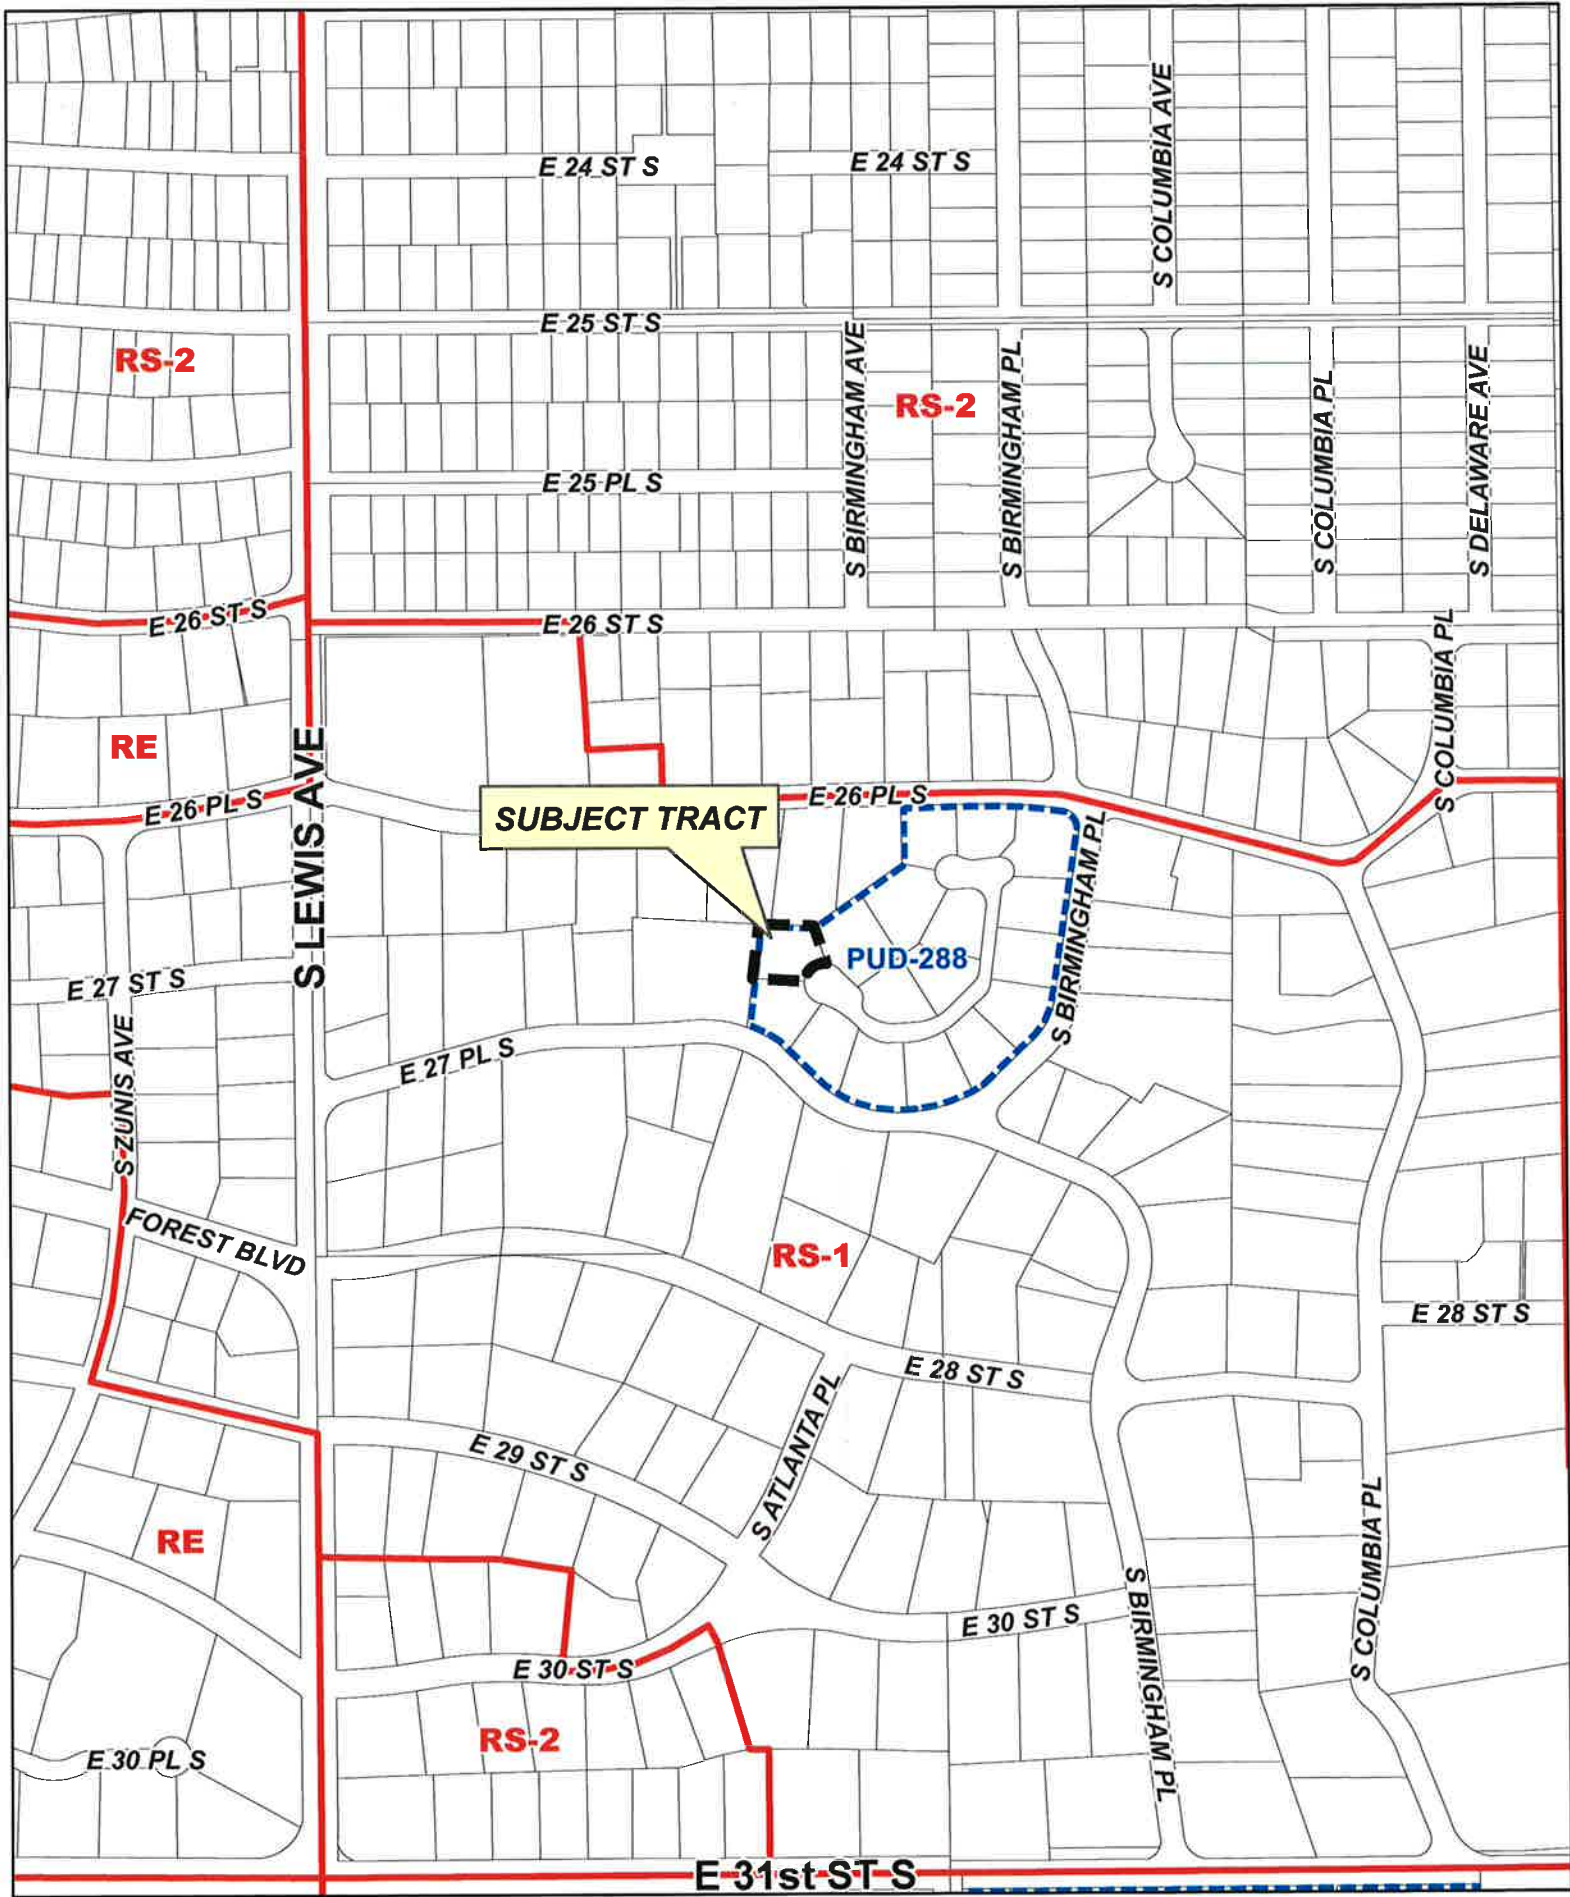 S COLUMBIA AVE
E 24 ST S
E 24 ST S
E 25 ST S
RS-2
S BIRMINGHAM AVE
RS-2
S BIRMINGHAM PL
S COLUMBIA PL
S DELAWARE AVE
E 25 PL S
E 26 ST S
E 26 ST S
S COLUMBIA PL
RE
S LEWIS AVE
E 26 PL S
E 26 PL S
SUBJECT TRACT
S BIRMINGHAM PL
PUD-288
E 27 ST S
S ZUNIS AVE
E 27 PL S
FOREST BLVD
RS-1
E 28 ST S
E 28 ST S
S ATLANTA PL
E 29 ST S
S COLUMBIA PL
RE
S BIRMINGHAM PL
E 30 ST S
E 30 ST S
RS-2
E 30 PL S
E 31st ST S